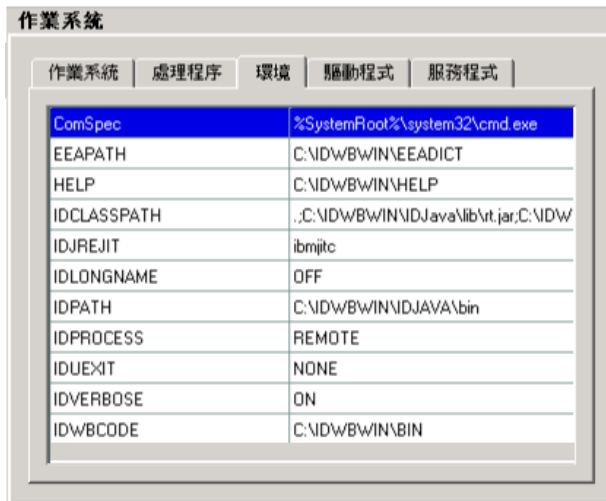 作業系統
作業系統 處理程序 環境 驅動程式 服務程式
ComSpec %SystemRoot%\system32\cmd.exe
EEAPATH C:\IDWBWIN\EEADICT
HELP C:\IDWBWIN\HELP
IDCLASSPATH .;C:\IDWBWIN\IDJava\lib\rt.jar;C:\IDW
IDJREJIT ibmjitc
IDLONGNAME OFF
IDPATH C:\IDWBWIN\IDJAVA\bin
IDPROCESS REMOTE
IDUEXIT NONE
IDVERBOSE ON
IDWBCODE C:\IDWBWIN\BIN